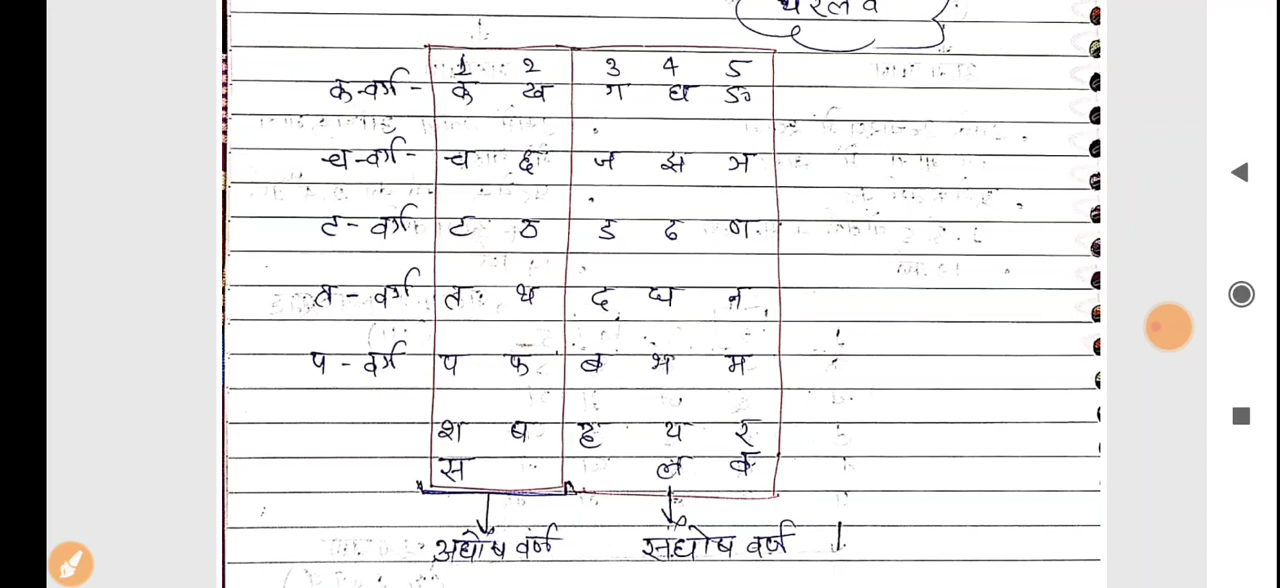 य र ल व
1 2 3 4 5
क-वर्ग - क ख ग घ ङ
च-वर्ग - च छ ज झ ञ
ट - वर्ग ट ठ ड ढ ण
त - वर्ग त थ द ध न
प - वर्ग प फ ब भ म
श ष ह य र
स ल व
अघोष वर्ण सघोष वर्ण